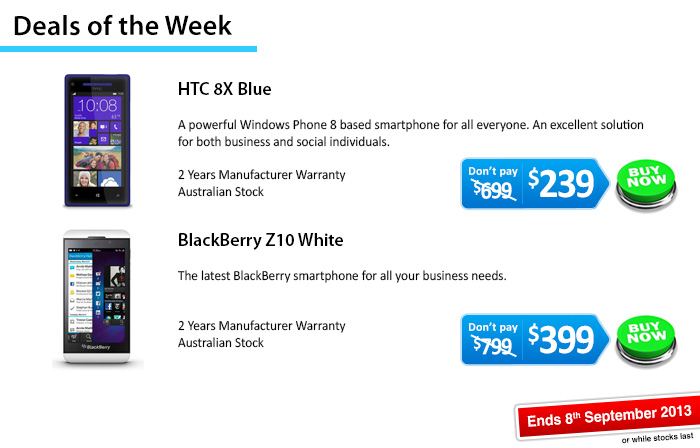 Deals of the Week
HTC 8X Blue
10:08
A powerful Windows Phone 8 based smartphone for all everyone. An excellent solution
for both business and social individuals.
2 Years Manufacturer Warranty
Australian Stock
Don't pay
$699
$239
BUY
NOW
BlackBerry Z10 White
The latest BlackBerry smartphone for all your business needs.
2 Years Manufacturer Warranty
Australian Stock
BlackBerry
Don't pay
$799
$399
BUY
NOW
Ends 8th September 2013
or while stocks last